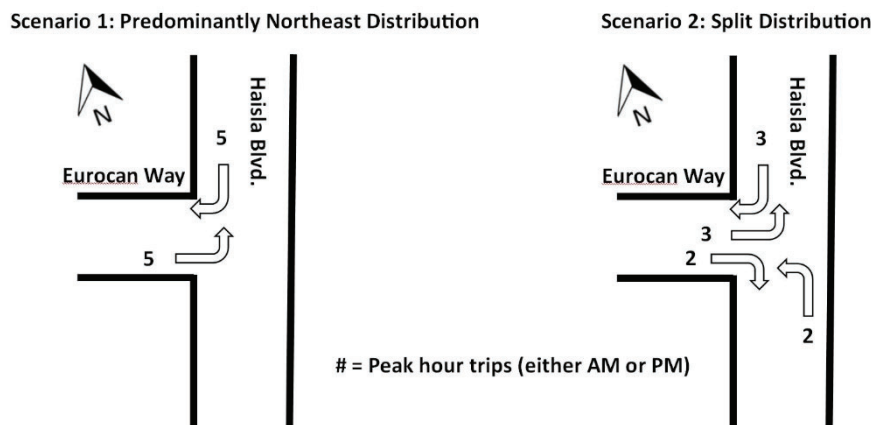 Scenario 1: Predominantly Northeast Distribution
N
Haisla Blvd.
5
Eurocan Way
5
Scenario 2: Split Distribution
N
Haisla Blvd.
3
Eurocan Way
3
2
2
# = Peak hour trips (either AM or PM)